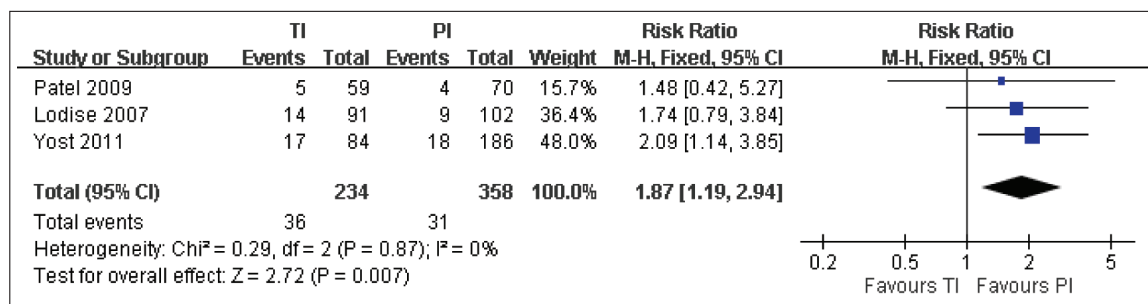 TI PI Risk Ratio Risk Ratio
Study or Subgroup Events Total Events Total Weight M-H, Fixed, 95% CI M-H, Fixed, 95% CI
Patel 2009 5 59 4 70 15.7% 1.48 [0.42, 5.27]
Lodise 2007 14 91 9 102 36.4% 1.74 [0.79, 3.84]
Yost 2011 17 84 18 186 48.0% 2.09 [1.14, 3.85]
Total (95% CI) 234 358 100.0% 1.87 [1.19, 2.94]
Total events 36 31
Heterogeneity: Chi² = 0.29, df = 2 (P = 0.87); I² = 0%
Test for overall effect: Z = 2.72 (P = 0.007)
0.2 0.5 1 2 5
Favours TI Favours PI